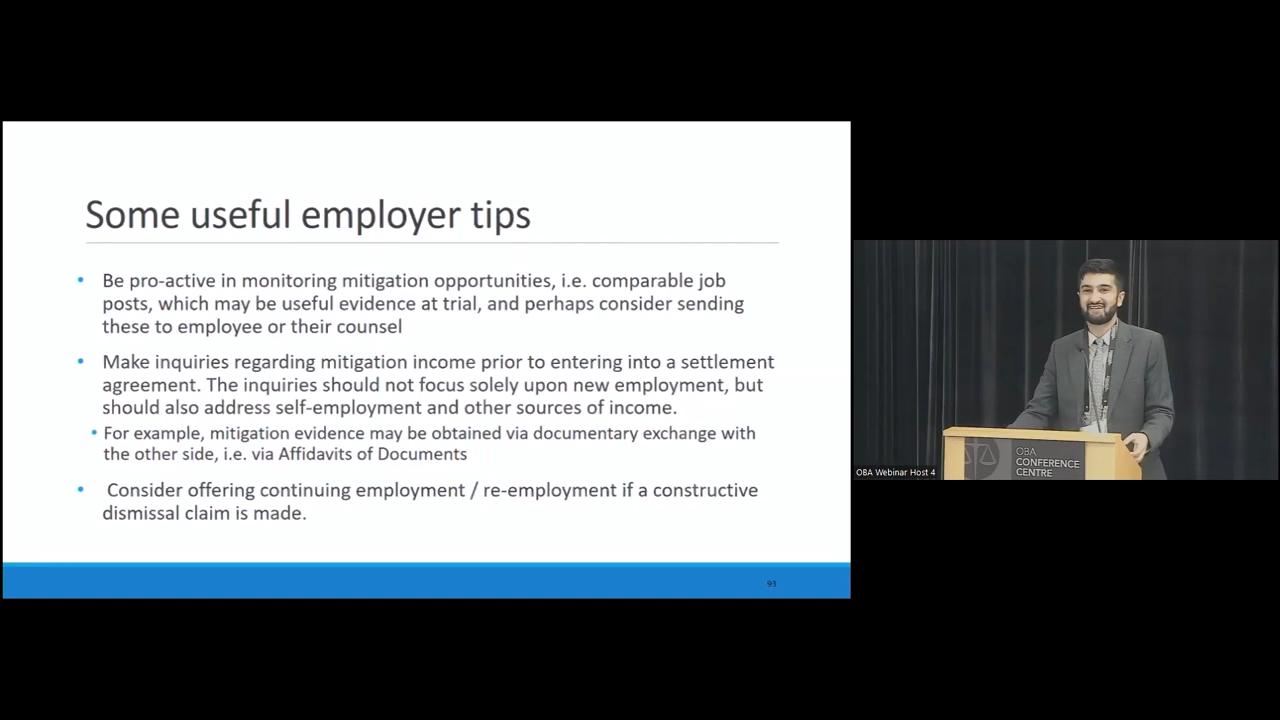 Some useful employer tips
• Be pro-active in monitoring mitigation opportunities, i.e. comparable job
posts, which may be useful evidence at trial, and perhaps consider sending
these to employee or their counsel
• Make inquiries regarding mitigation income prior to entering into a settlement
agreement. The inquiries should not focus solely upon new employment, but
should also address self-employment and other sources of income.
• For example, mitigation evidence may be obtained via documentary exchange with
the other side, i.e. via Affidavits of Documents
• Consider offering continuing employment / re-employment if a constructive
dismissal claim is made.
93
OBA
CONFERENCE
CENTRE
OBA Webinar Host 4